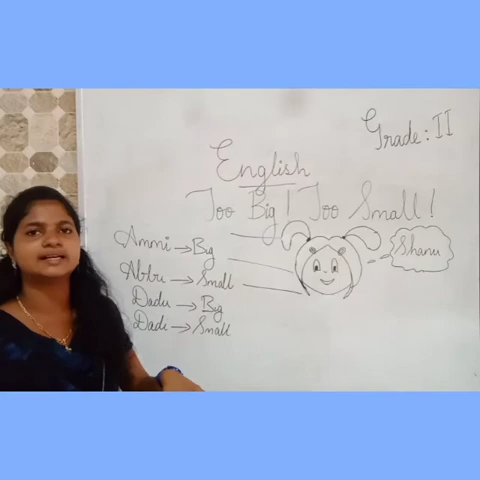 Grade: II
English
Too Big! Too Small!
Ammi → Big
Abbu → Small
Dadu → Big
Dadi → Small
Shanu